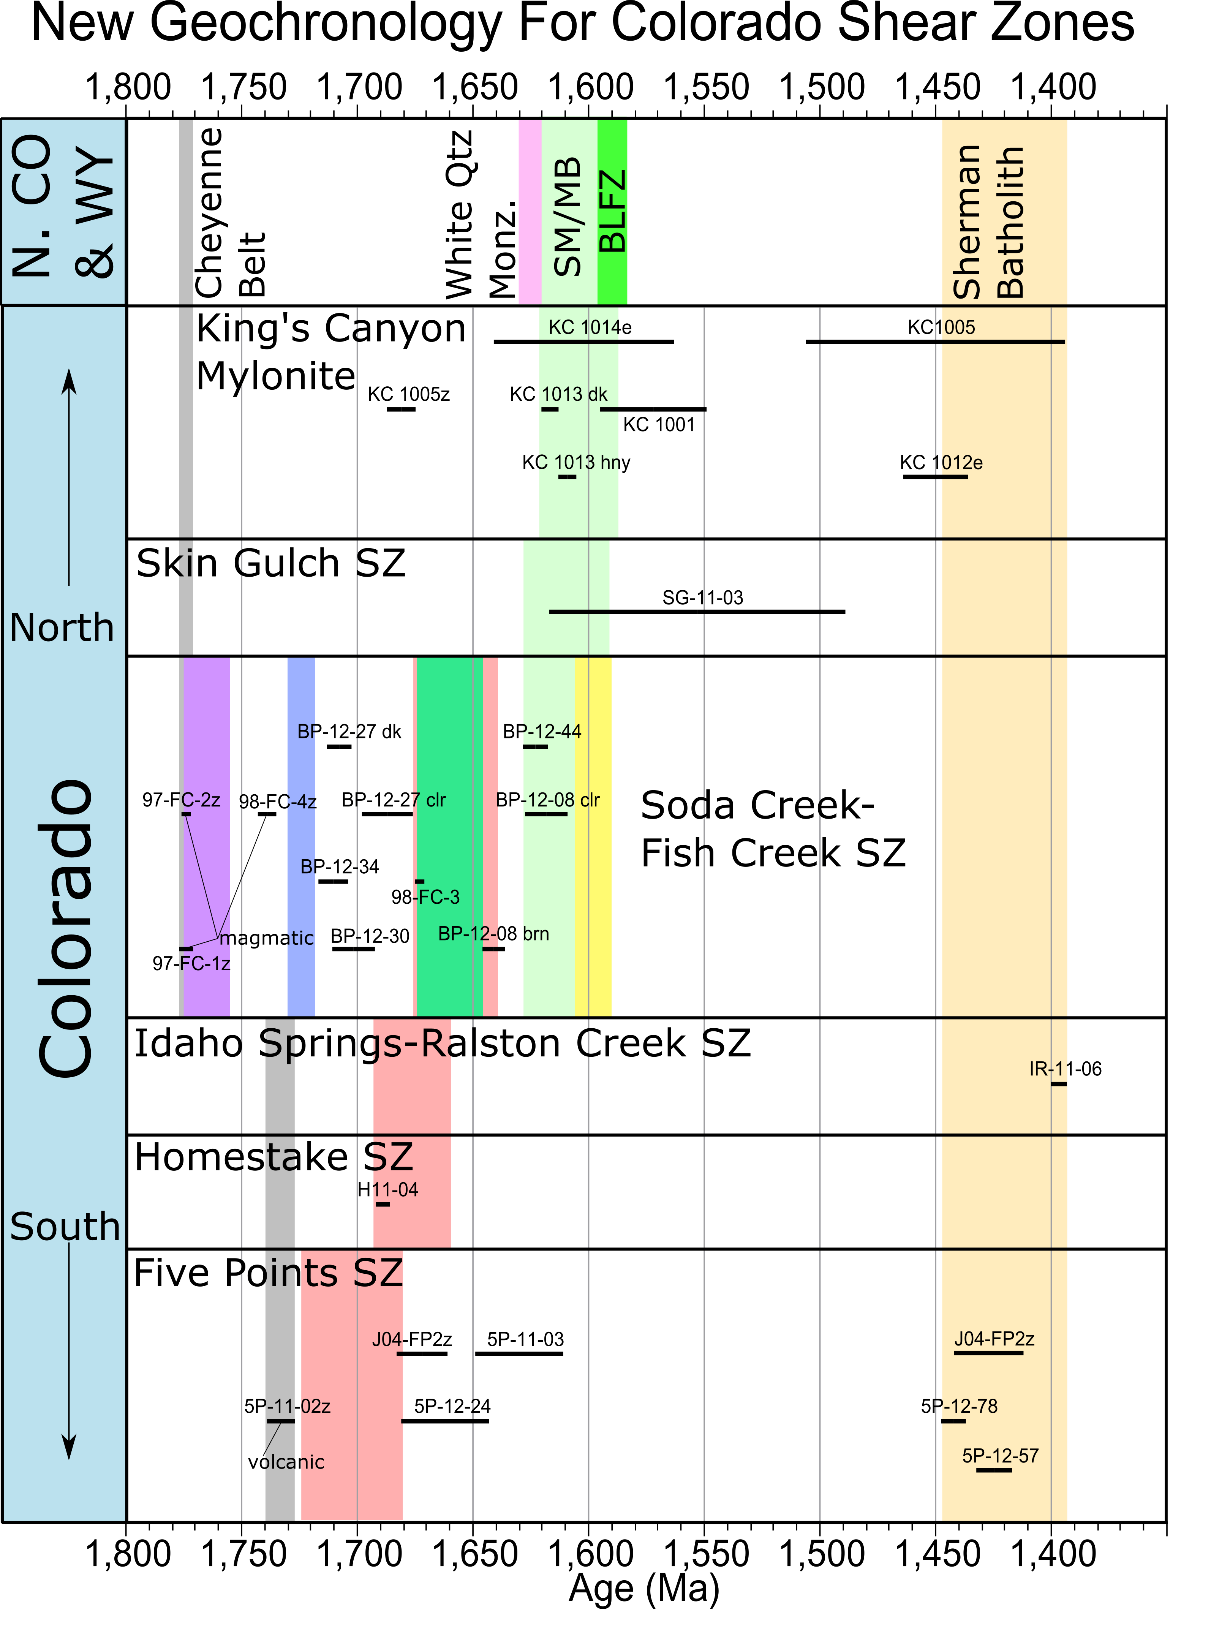 New Geochronology For Colorado Shear Zones
1,800 1,750 1,700 1,650 1,600 1,550 1,500 1,450 1,400
N. CO
& WY
Cheyenne
Belt
White Qtz
Monz.
SM/MB
BLFZ
Sherman
Batholith
King's Canyon
Mylonite
KC 1014e
KC1005
KC 1005z
KC 1013 dk
KC 1001
KC 1013 hny
KC 1012e
North
Skin Gulch SZ
SG-11-03
Colorado
BP-12-27 dk
BP-12-44
97-FC-2z
98-FC-4z
BP-12-27 clr
BP-12-08 clr
Soda Creek-
Fish Creek SZ
BP-12-34
98-FC-3
magmatic
BP-12-30
BP-12-08 brn
97-FC-1z
Idaho Springs-Ralston Creek SZ
IR-11-06
Homestake SZ
H11-04
South
Five Points SZ
J04-FP2z
5P-11-03
J04-FP2z
5P-11-02z
5P-12-24
5P-12-78
volcanic
5P-12-57
1,800 1,750 1,700 1,650 1,600 1,550 1,500 1,450 1,400
Age (Ma)